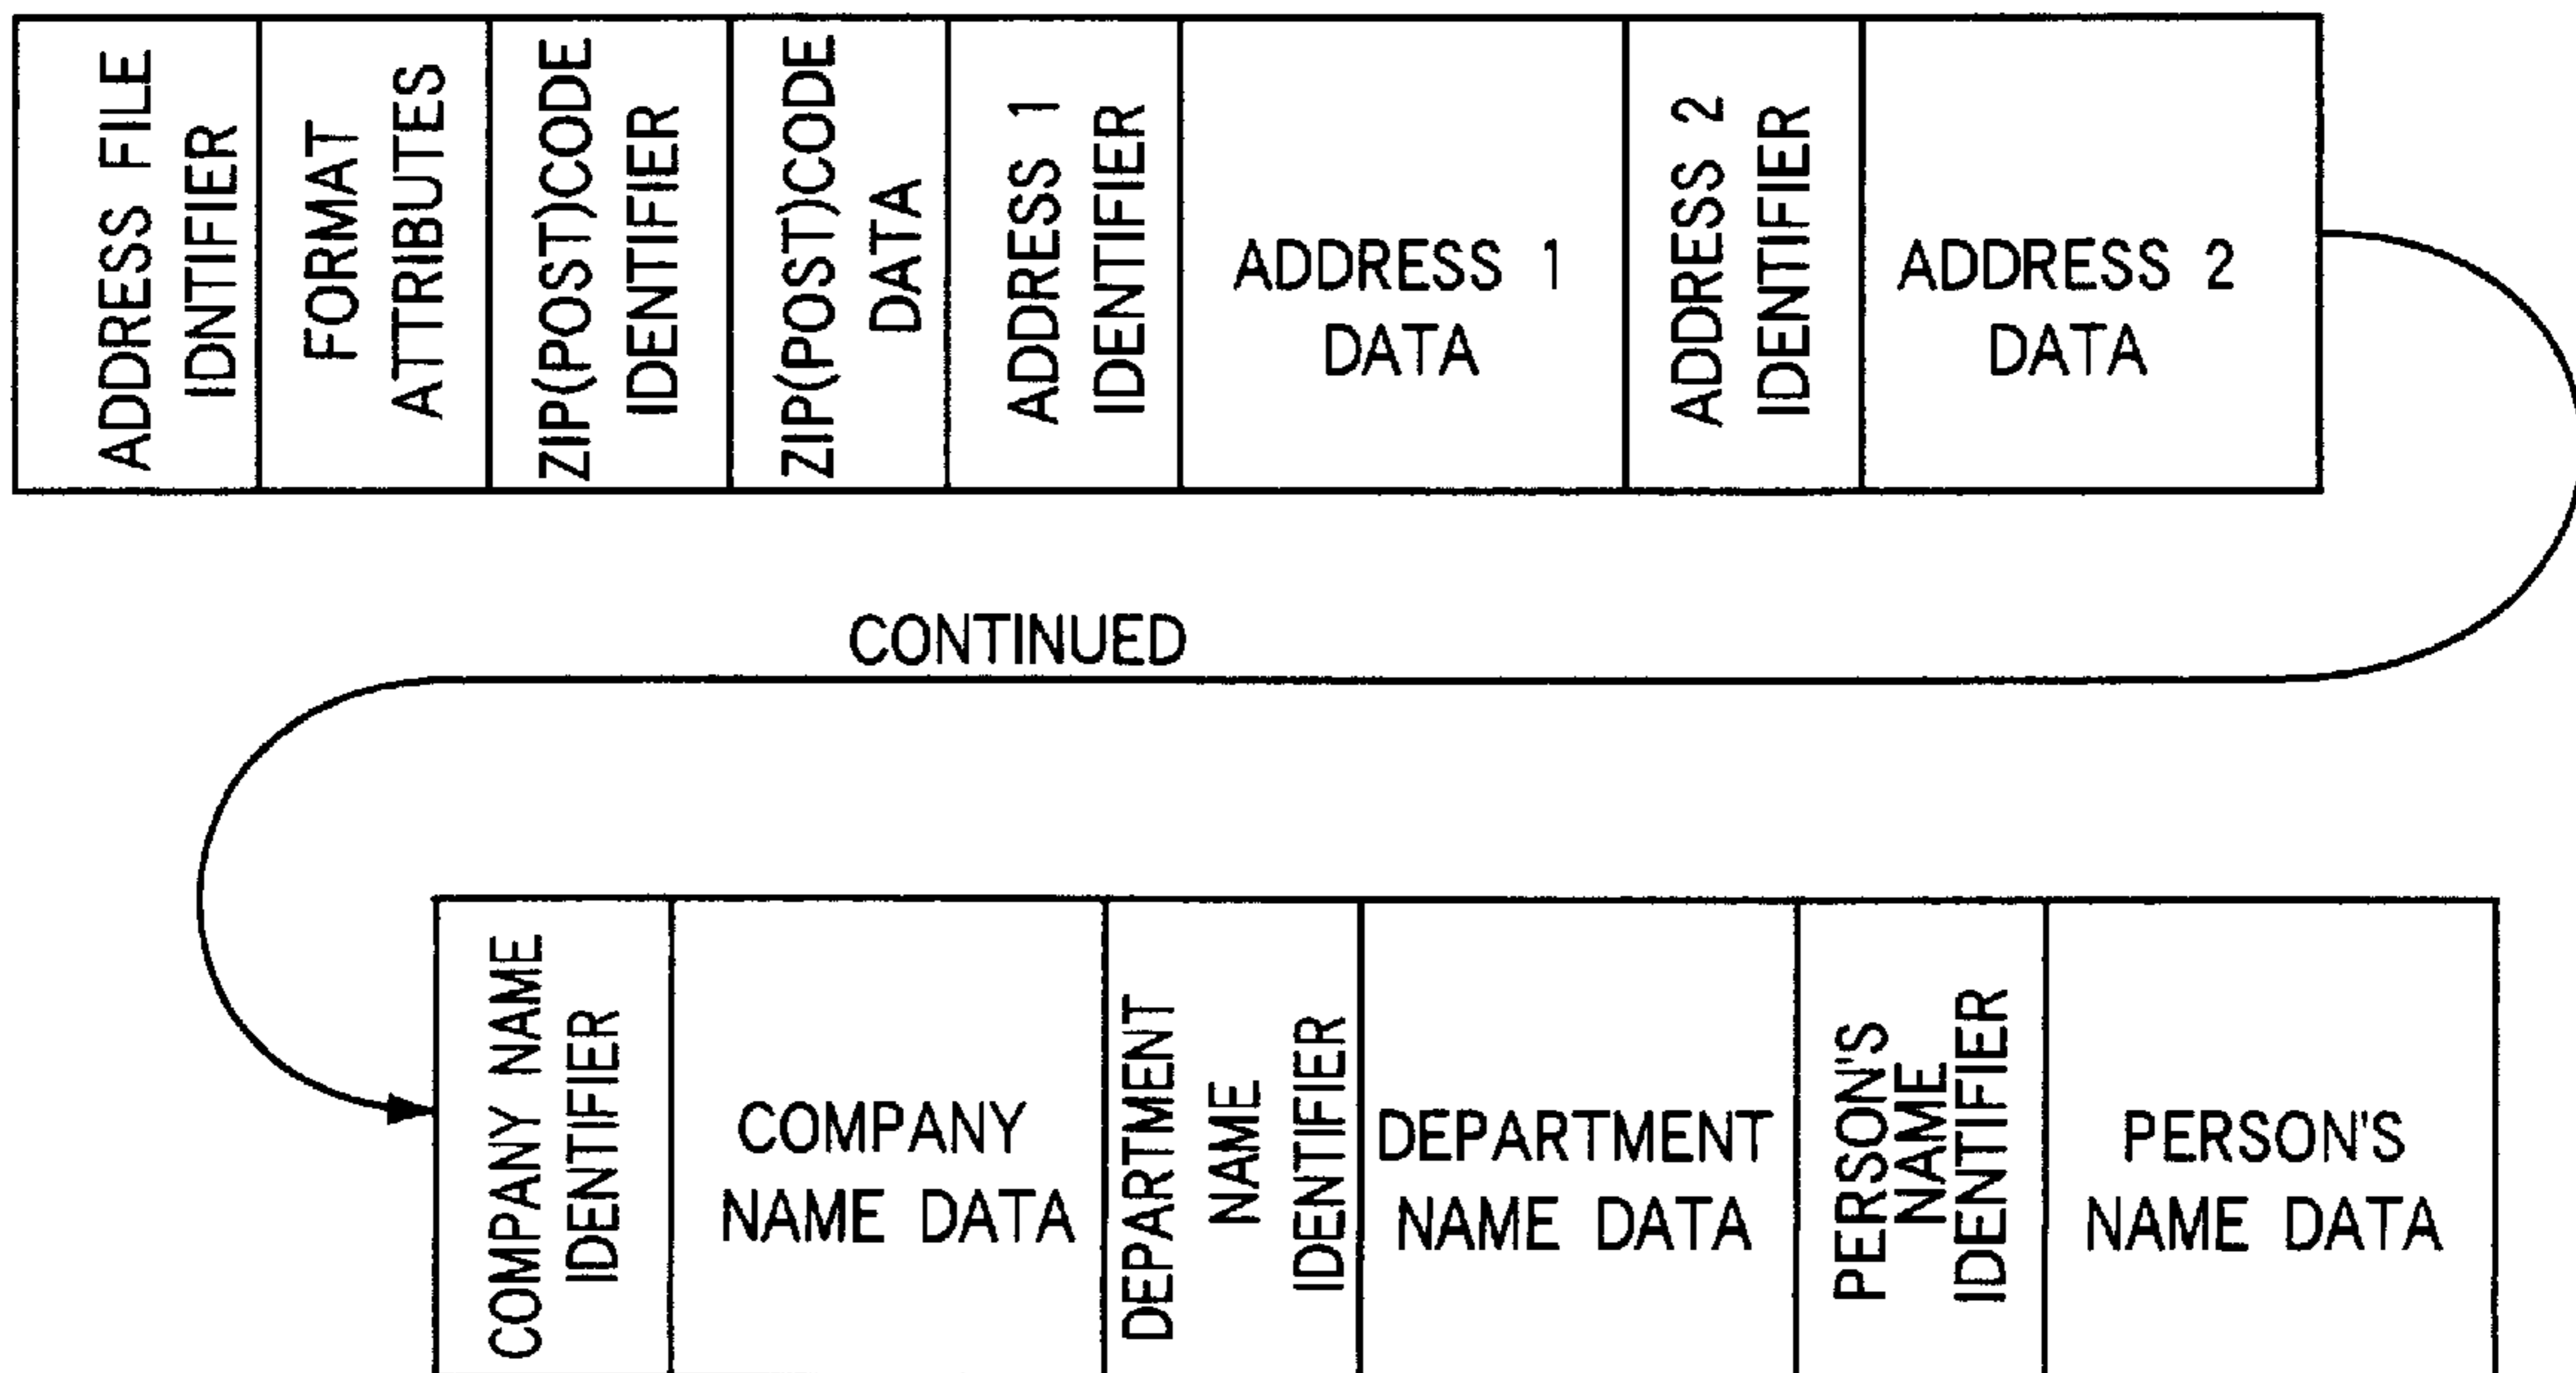 ADDRESS FILE
IDNTIFIER
FORMAT
ATTRIBUTES
ZIP(POST)CODE
IDENTIFIER
ZIP(POST)CODE
DATA
ADDRESS 1
IDENTIFIER
ADDRESS 1
DATA
ADDRESS 2
IDENTIFIER
ADDRESS 2
DATA
CONTINUED
COMPANY NAME
IDENTIFIER
COMPANY
NAME DATA
DEPARTMENT
NAME
IDENTIFIER
DEPARTMENT
NAME DATA
PERSON'S
NAME
IDENTIFIER
PERSON'S
NAME DATA